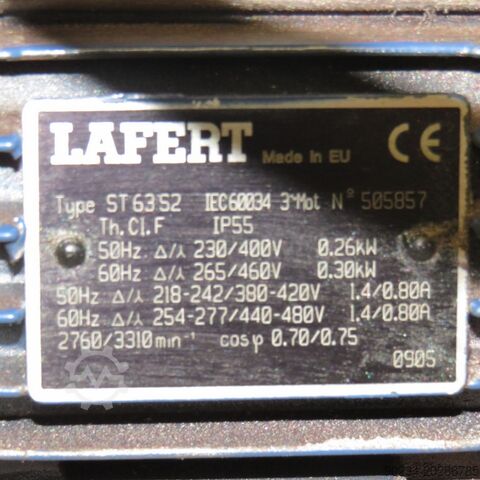 LAFERT Made in EU CE
Type ST 63 S2 IEC60034 3~Mot N° 505857
Th.Cl.F IP55
50Hz Δ/⅄ 230/400V 0.26kW
60Hz Δ/⅄ 265/460V 0.30kW
50Hz Δ/⅄ 218-242/380-420V 1.4/0.80A
60Hz Δ/⅄ 254-277/440-480V 1.4/0.80A
2760/3310min⁻¹ cosφ 0.70/0.75
0905